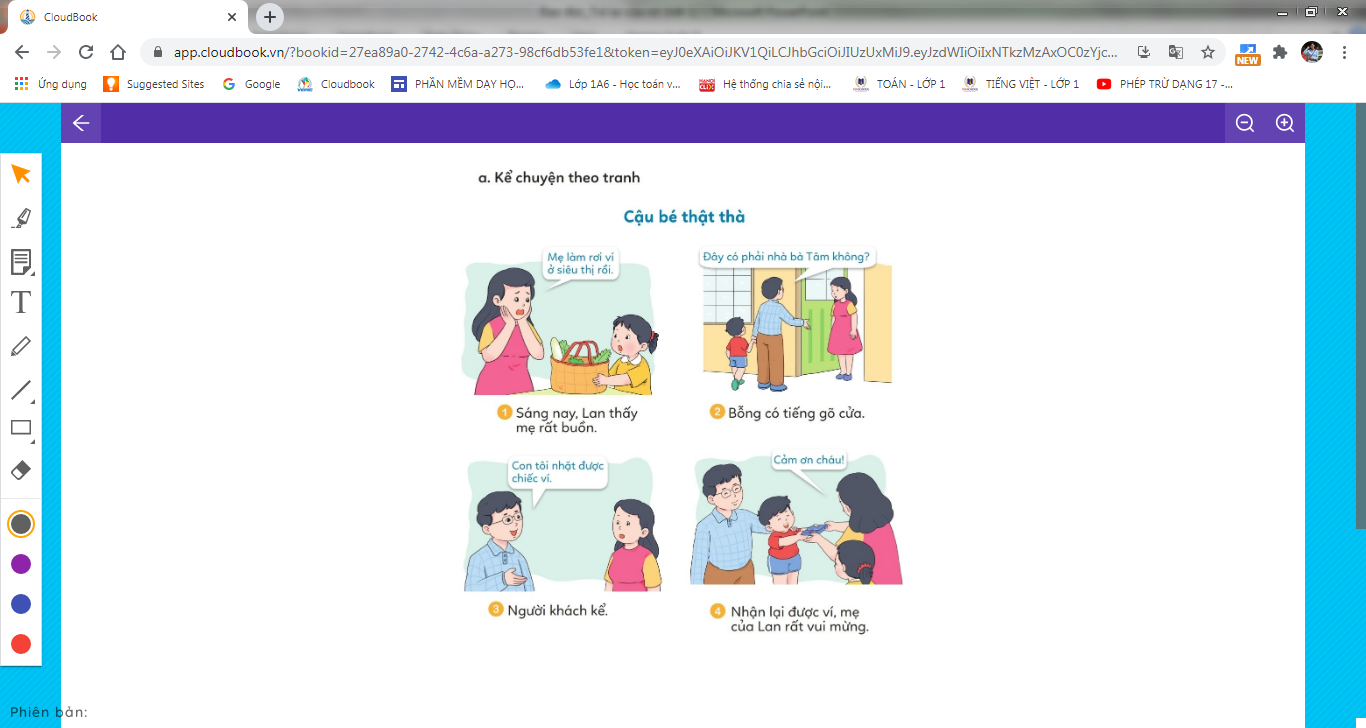 CloudBook
app.cloudbook.vn/?bookid=27ea89a0-2742-4c6a-a273-98cf6db53fe1&token=eyJ0eXAiOiJKV1QiLCJhbGciOiJIUzUxMiJ9.eyJzdWIiOiIxNTkzMzAxOC0zYjc...
NEW
Ứng dụng
Suggested Sites
Google
Cloudbook
PHẦN MỀM DẠY HỌ...
Lớp 1A6 - Học toán v...
Hệ thống chia sẻ nội...
TOÁN - LỚP 1
TIẾNG VIỆT - LỚP 1
PHÉP TRỪ DẠNG 17 -...
T
a. Kể chuyện theo tranh
Cậu bé thật thà
Mẹ làm rơi ví
ở siêu thị rồi.
1 Sáng nay, Lan thấy
mẹ rất buồn.
Đây có phải nhà bà Tâm không?
2 Bỗng có tiếng gõ cửa.
Con tôi nhặt được
chiếc ví.
3 Người khách kể.
Cảm ơn cháu!
4 Nhận lại được ví, mẹ
của Lan rất vui mừng.
Phiên bản: